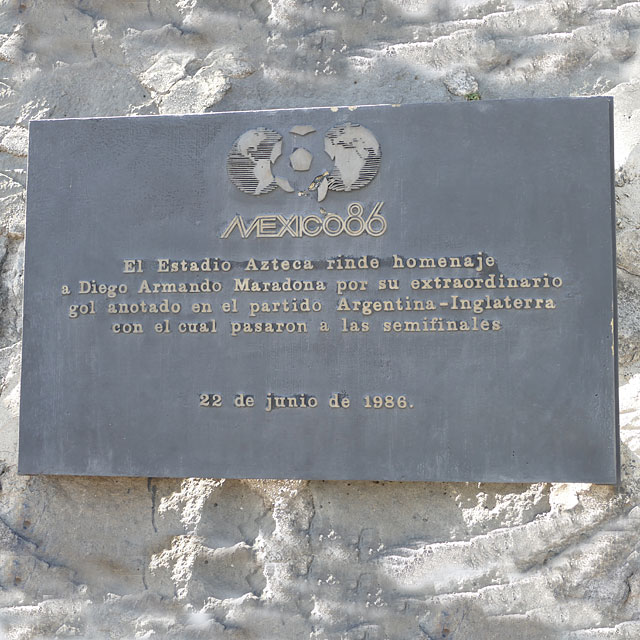 MEXICO86
El Estadio Azteca rinde homenaje
a Diego Armando Maradona por su extraordinario
gol anotado en el partido Argentina-Inglaterra
con el cual pasaron a las semifinales
22 de junio de 1986.